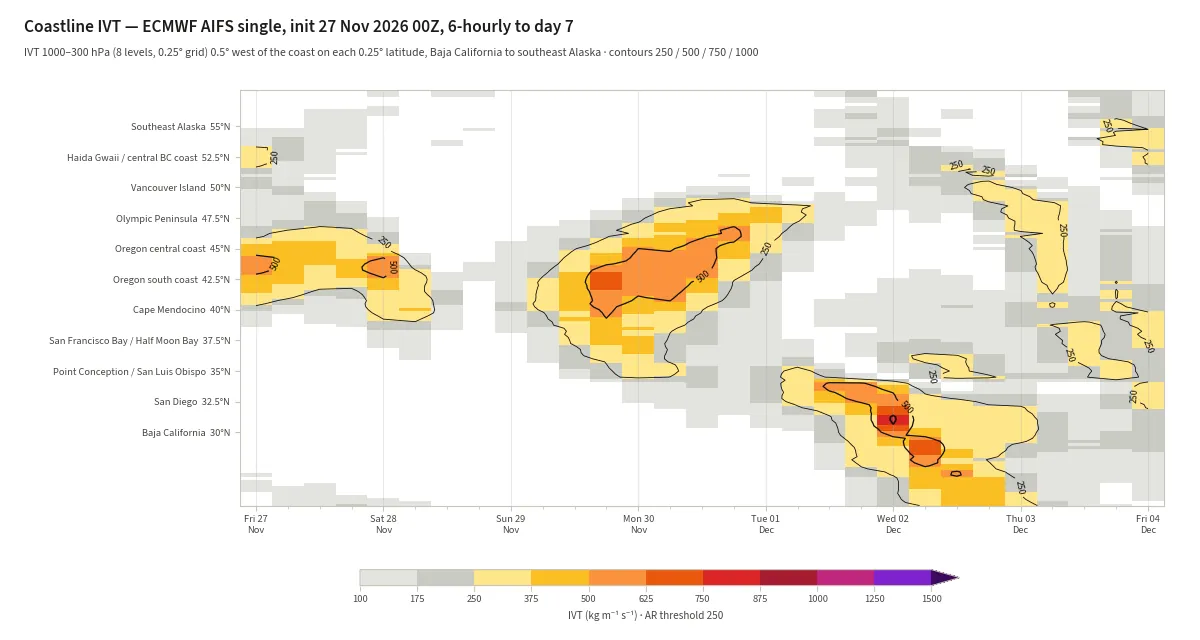 Coastline IVT — ECMWF AIFS single, init 27 Nov 2026 00Z, 6-hourly to day 7
IVT 1000–300 hPa (8 levels, 0.25° grid) 0.5° west of the coast on each 0.25° latitude, Baja California to southeast Alaska · contours 250 / 500 / 750 / 1000
Southeast Alaska 55°N
Haida Gwaii / central BC coast 52.5°N
Vancouver Island 50°N
Olympic Peninsula 47.5°N
Oregon central coast 45°N
Oregon south coast 42.5°N
Cape Mendocino 40°N
San Francisco Bay / Half Moon Bay 37.5°N
Point Conception / San Luis Obispo 35°N
San Diego 32.5°N
Baja California 30°N
250
500
250
500
500
250
250
500
250
250
250
250
250
250
250
250
250
Fri 27 Nov
Sat 28 Nov
Sun 29 Nov
Mon 30 Nov
Tue 01 Dec
Wed 02 Dec
Thu 03 Dec
Fri 04 Dec
100 175 250 375 500 625 750 875 1000 1250 1500
IVT (kg m⁻¹ s⁻¹) · AR threshold 250